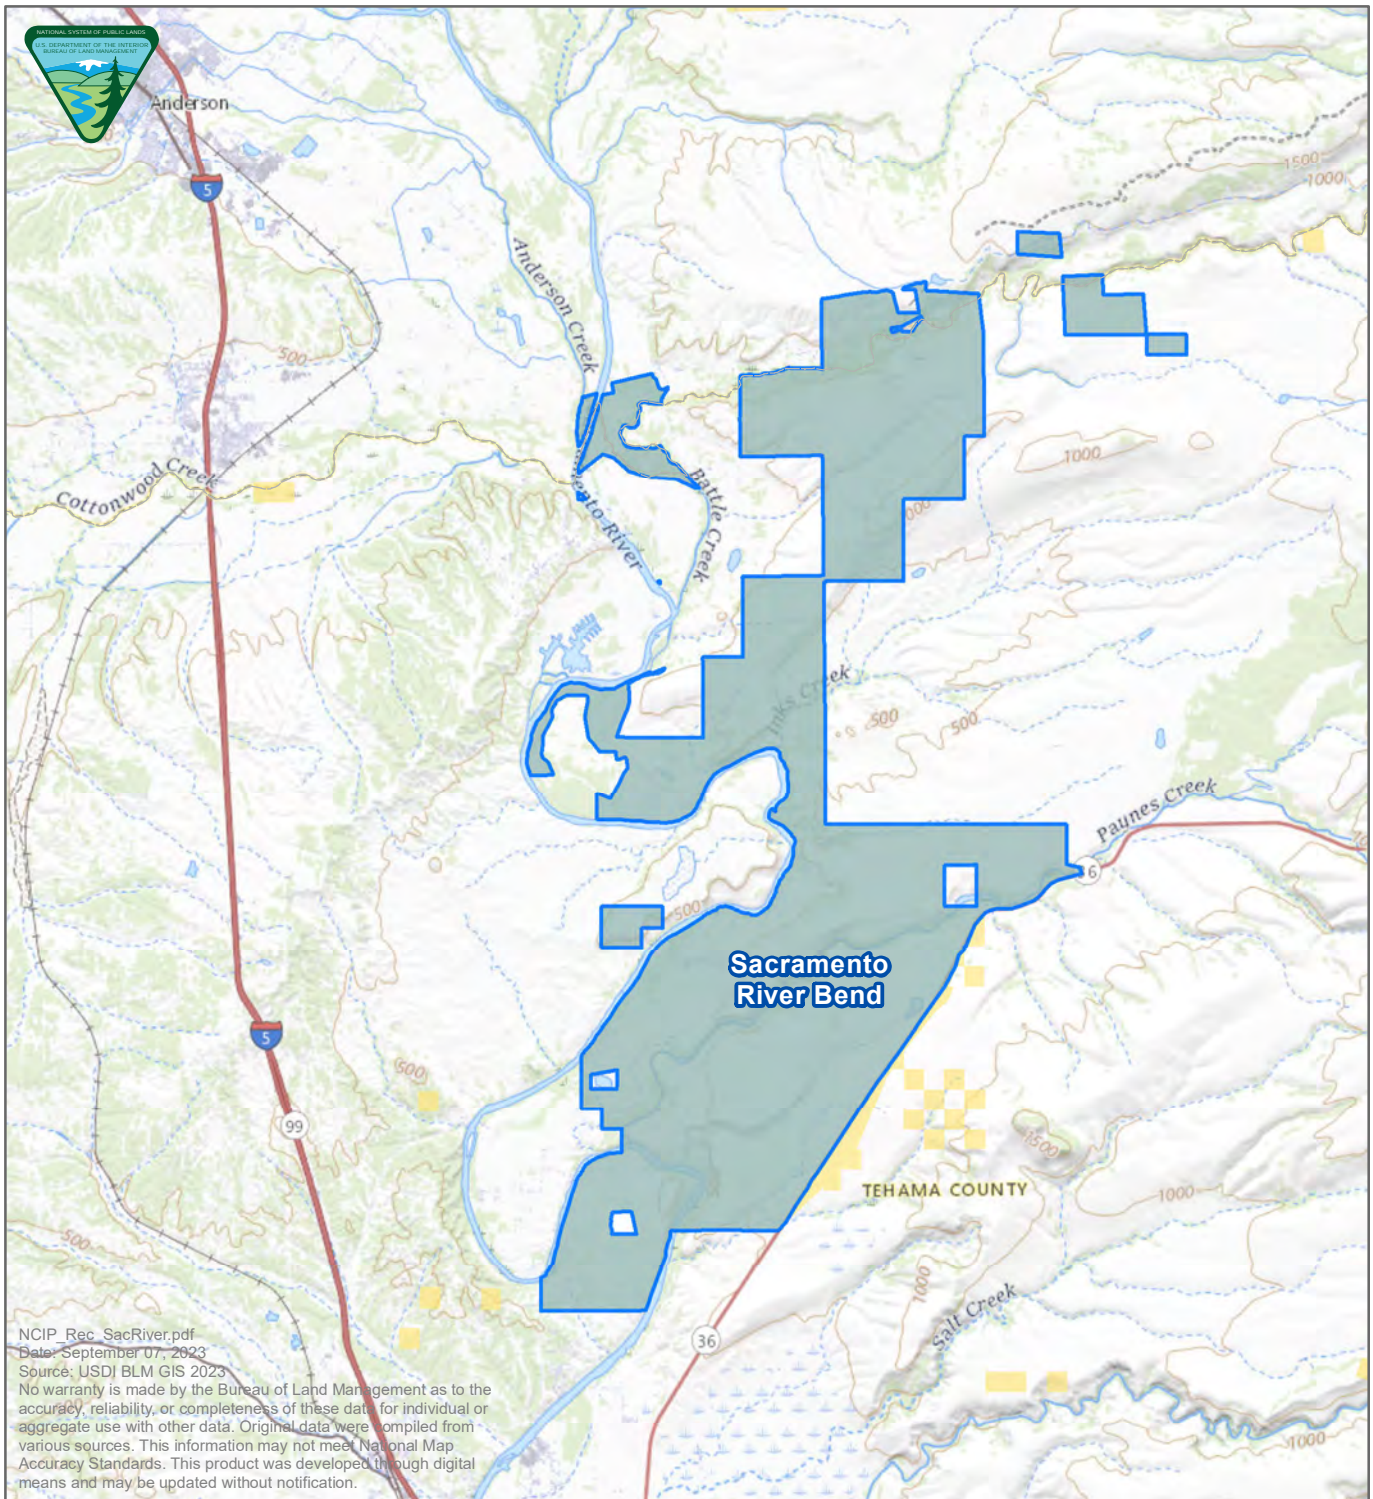 NATIONAL SYSTEM OF PUBLIC LANDS
U.S. DEPARTMENT OF THE INTERIOR
BUREAU OF LAND MANAGEMENT
Anderson
5
1500
1000
Anderson Creek
500
1000
Cottonwood Creek
ento River
Battle Creek
000
Inks Creek
500
500
Paunes Creek
6
500
Sacramento
River Bend
5
500
99
1500
TEHAMA COUNTY
1000
500
1000
Salt Creek
36
1000
NCIP_Rec_SacRiver.pdf
Date: September 07, 2023
Source: USDI BLM GIS 2023
No warranty is made by the Bureau of Land Management as to the
accuracy, reliability, or completeness of these data for individual or
aggregate use with other data. Original data were compiled from
various sources. This information may not meet National Map
Accuracy Standards. This product was developed through digital
means and may be updated without notification.